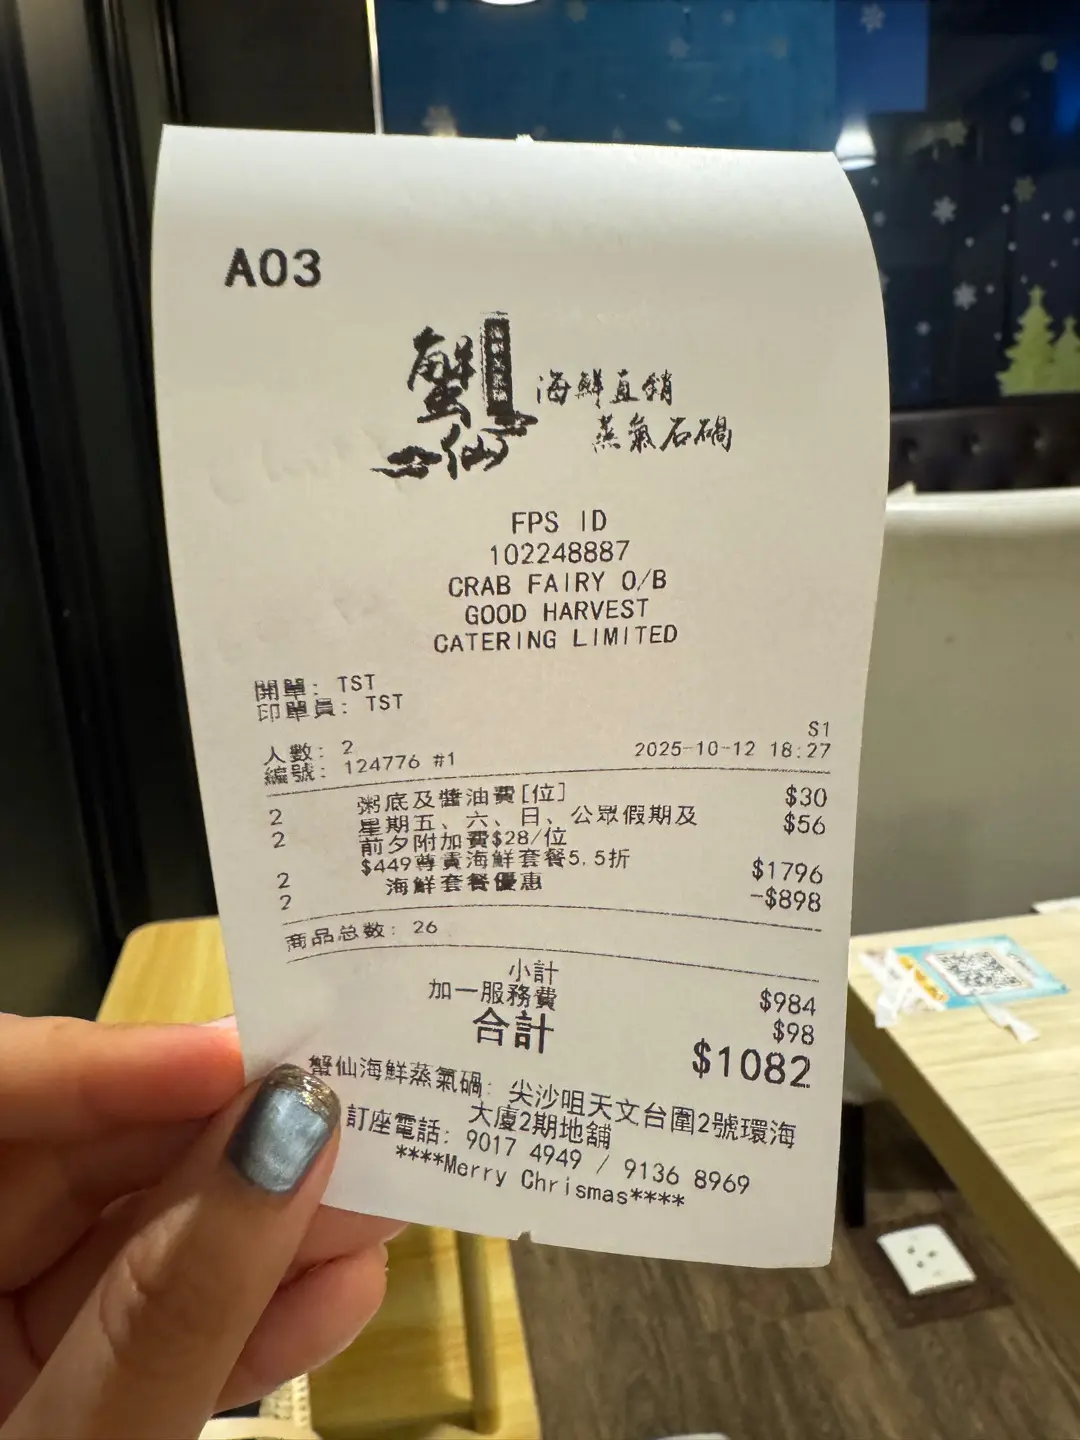 A03
蟹仙
海鮮直銷
蒸氣石鍋
FPS ID
102248887
CRAB FAIRY O/B
GOOD HARVEST
CATERING LIMITED
開單: TST
印單員: TST
S1
人數: 2
編號: 124776 #1 2025-10-12 18:27
2 粥底及醬油費[位] $30
2 星期五、六、日、公眾假期及 $56
前夕附加費$28/位
2 $449尊貴海鮮套餐5.5折 $1796
2 海鮮套餐優惠 -$898
商品总数: 26
小計 $984
加一服務費 $98
合計 $1082
蟹仙海鮮蒸氣鍋: 尖沙咀天文台圍2號環海
大廈2期地舖
訂座電話: 9017 4949 / 9136 8969
****Merry Chrismas****